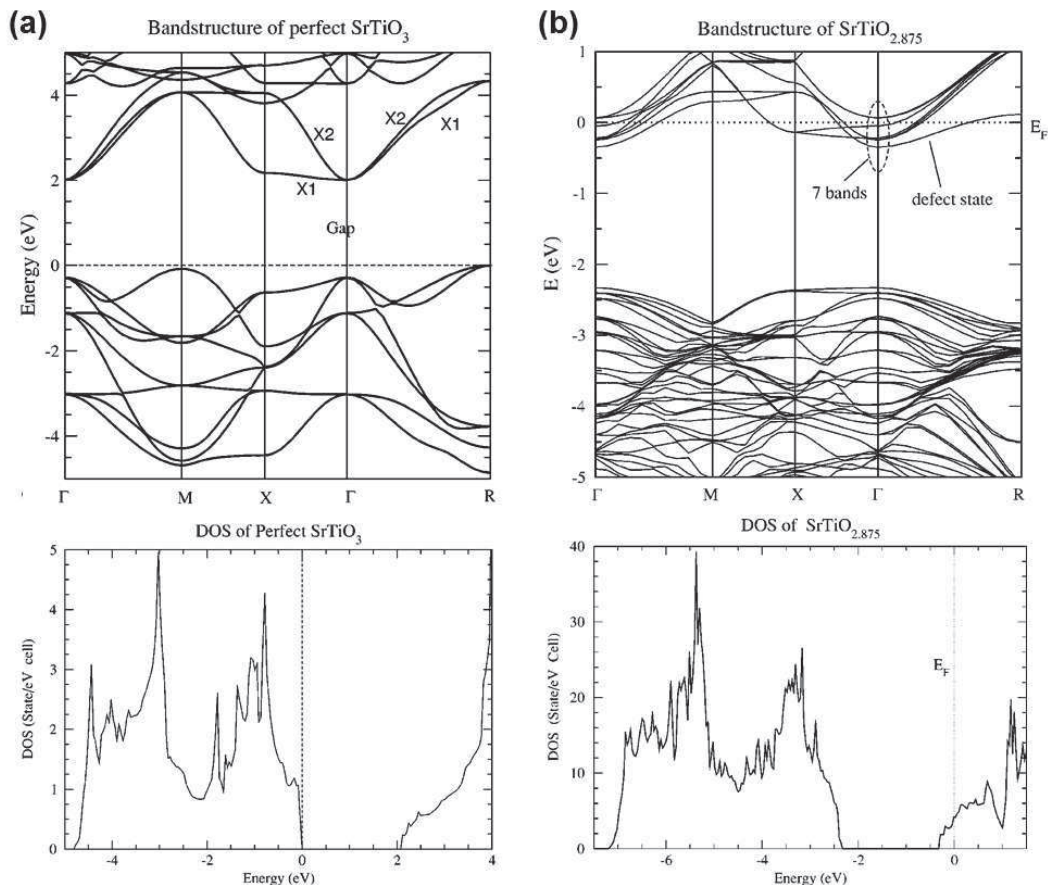 (a)
Bandstructure of perfect SrTiO3
Energy (eV)
4
2
0
-2
-4
X2
X1
X2
X1
Gap
Γ
M
X
Γ
R
(b)
Bandstructure of SrTiO2.875
E (eV)
1
0
-1
-2
-3
-4
-5
EF
7 bands
defect state
Γ
M
X
Γ
R
DOS of Perfect SrTiO3
DOS (State/eV cell)
5
4
3
2
1
0
-4
-2
0
2
4
Energy (eV)
DOS of SrTiO2.875
DOS (State/eV Cell)
40
30
20
10
0
EF
-6
-4
-2
0
Energy (eV)